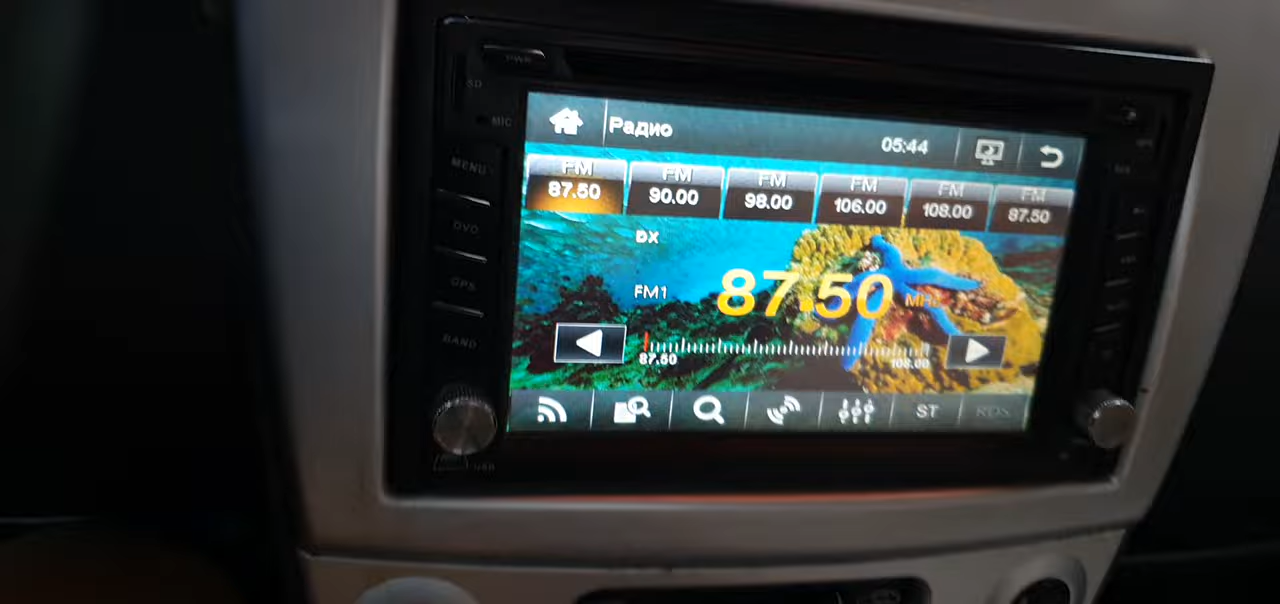 PWR
SD
MIC
MENU
DVD
GPS
BAND
Радио
05:44
FM FM FM FM FM FM
87.50 90.00 98.00 106.00 108.00 87.50
DX
FM1 87.50 MHz
87.50 108.00
ST RDS